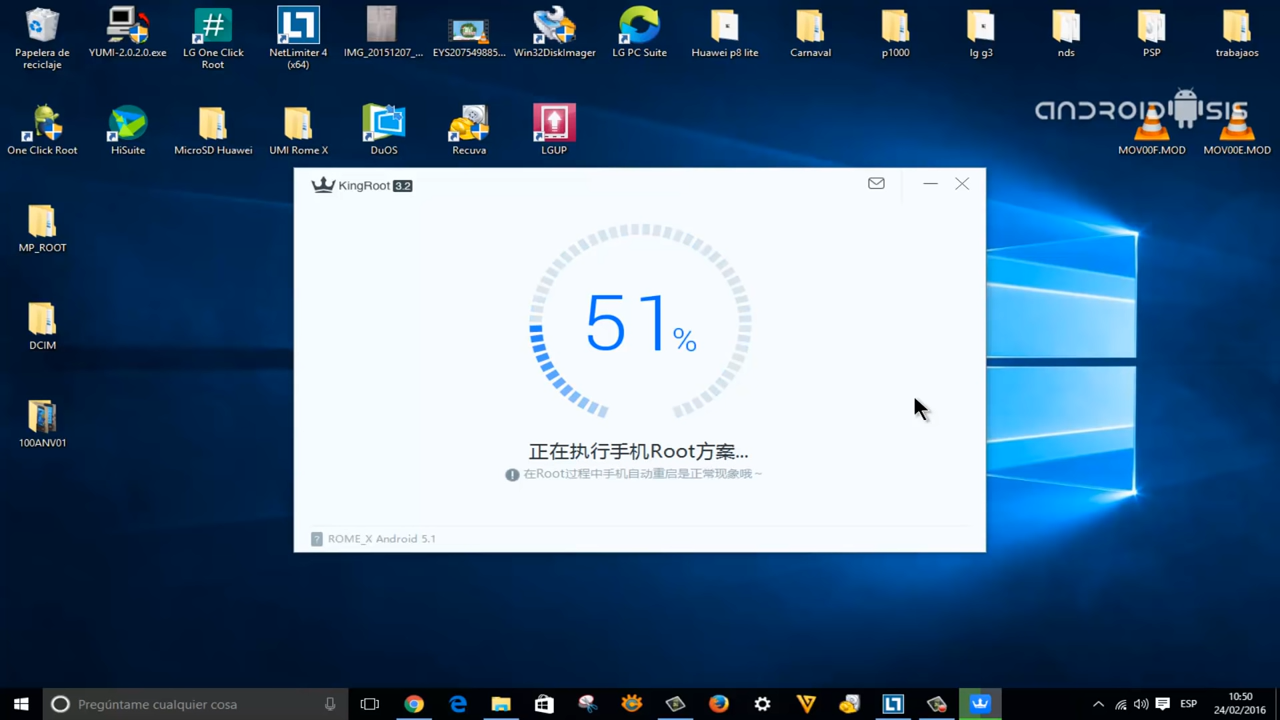 Papelera de
reciclaje
YUMI-2.0.2.0.exe
LG One Click
Root
NetLimiter 4
(x64)
IMG_20151207_...
EYS207549885...
Win32DiskImager
LG PC Suite
Huawei p8 lite
Carnaval
p1000
lg g3
nds
PSP
trabajaos
ANDROIDSIS
One Click Root
HiSuite
MicroSD Huawei
UMI Rome X
DuOS
Recuva
LGUP
MOV00F.MOD
MOV00E.MOD
KingRoot 3.2
MP_ROOT
51%
DCIM
100ANV01
正在执行手机Root方案...
在Root过程中手机自动重启是正常现象哦~
ROME_X Android 5.1
Pregúntame cualquier cosa
ESP
10:50
24/02/2016